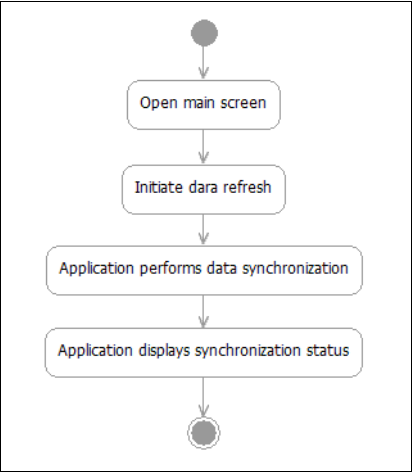 Open main screen
Initiate dara refresh
Application performs data synchronization
Application displays synchronization status